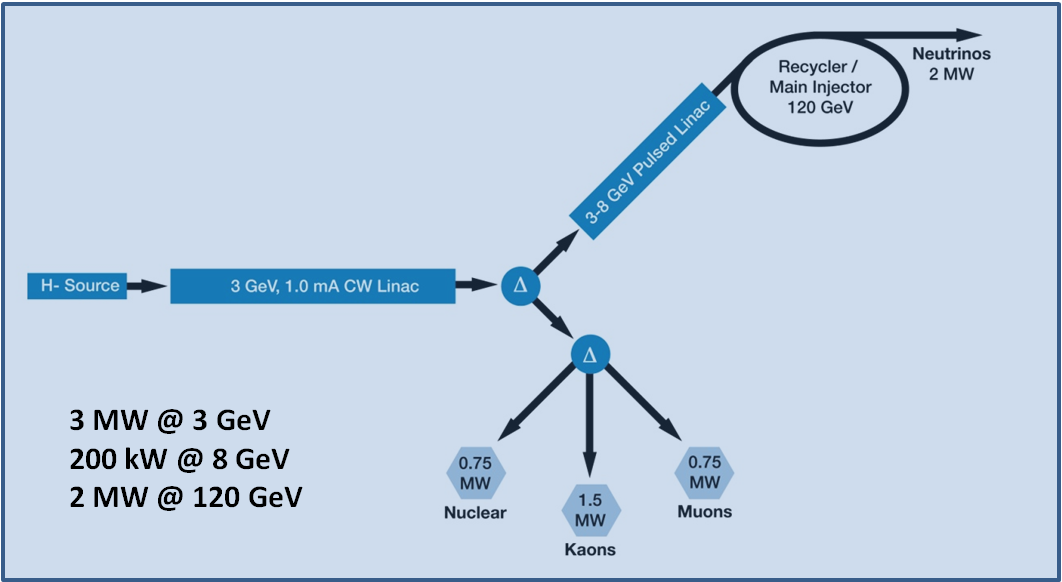 Neutrinos
2 MW
Recycler /
Main Injector
120 GeV
3-8 GeV Pulsed Linac
H- Source
3 GeV, 1.0 mA CW Linac
Δ
Δ
3 MW @ 3 GeV
200 kW @ 8 GeV
2 MW @ 120 GeV
0.75
MW
Nuclear
1.5
MW
Kaons
0.75
MW
Muons